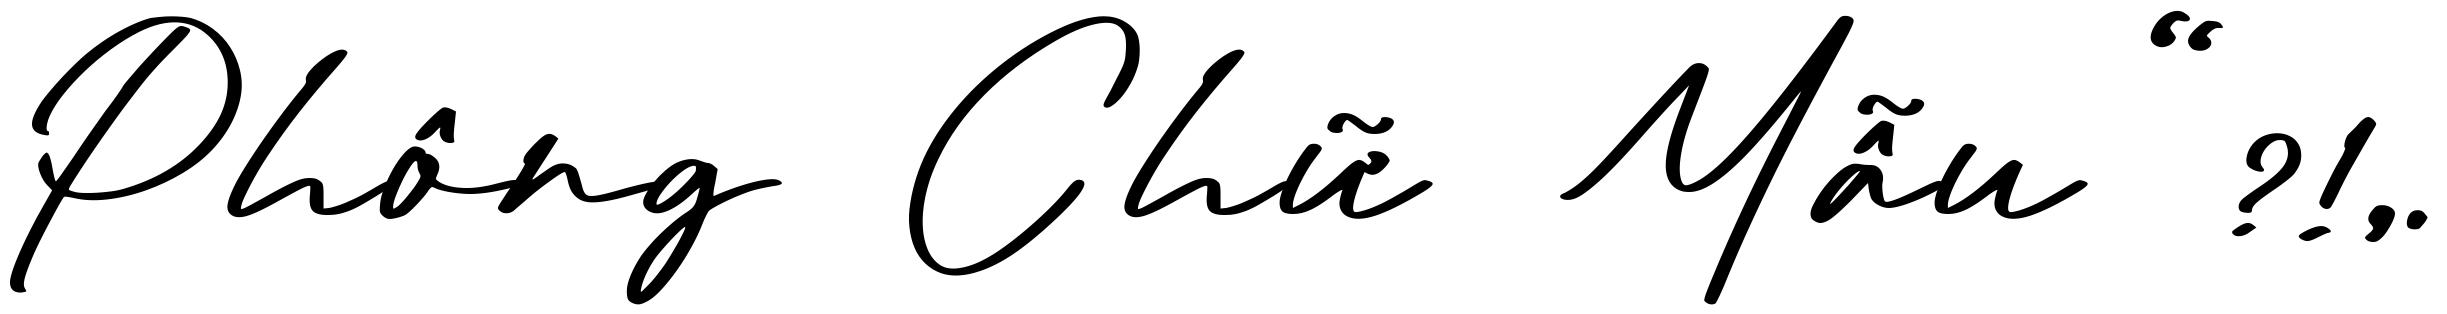 Phông Chữ Mẫu “?!,.